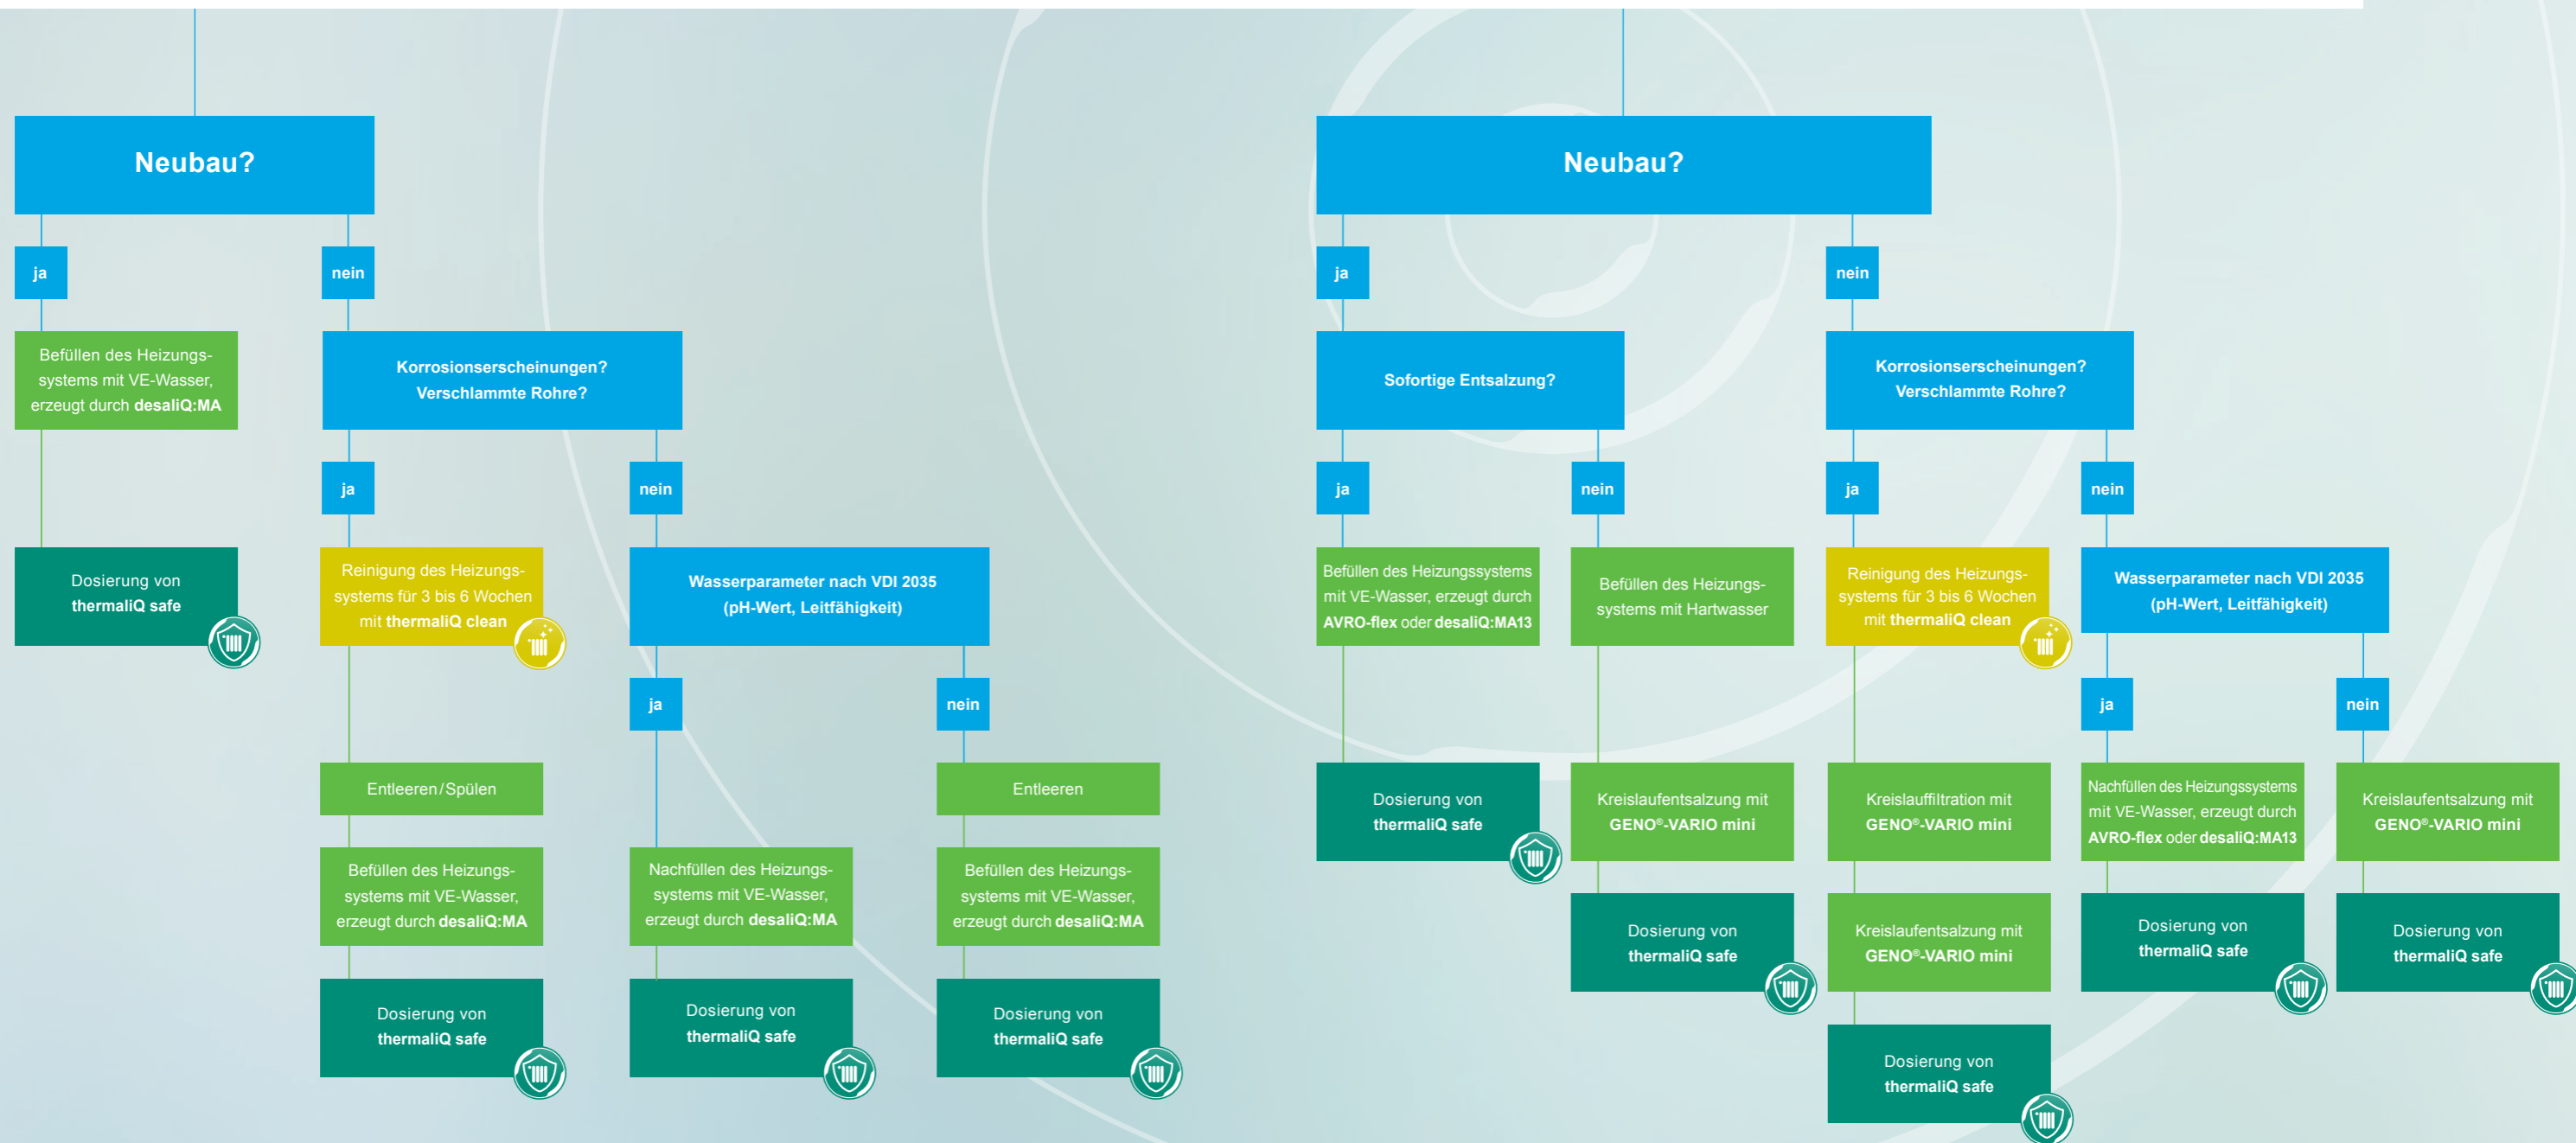 Neubau?
ja
nein
Befüllen des Heizungs-
systems mit VE-Wasser,
erzeugt durch desaliQ:MA
Korrosionserscheinungen?
Verschlammte Rohre?
ja
nein
Dosierung von
thermaliQ safe
Reinigung des Heizungs-
systems für 3 bis 6 Wochen
mit thermaliQ clean
Wasserparameter nach VDI 2035
(pH-Wert, Leitfähigkeit)
ja
nein
Entleeren/Spülen
Entleeren
Befüllen des Heizungs-
systems mit VE-Wasser,
erzeugt durch desaliQ:MA
Nachfüllen des Heizungs-
systems mit VE-Wasser,
erzeugt durch desaliQ:MA
Befüllen des Heizungs-
systems mit VE-Wasser,
erzeugt durch desaliQ:MA
Dosierung von
thermaliQ safe
Dosierung von
thermaliQ safe
Dosierung von
thermaliQ safe
Neubau?
ja
nein
Sofortige Entsalzung?
Korrosionserscheinungen?
Verschlammte Rohre?
ja
nein
ja
nein
Befüllen des Heizungssystems
mit VE-Wasser, erzeugt durch
AVRO-flex oder desaliQ:MA13
Befüllen des Heizungs-
systems mit Hartwasser
Reinigung des Heizungs-
systems für 3 bis 6 Wochen
mit thermaliQ clean
Wasserparameter nach VDI 2035
(pH-Wert, Leitfähigkeit)
ja
nein
Dosierung von
thermaliQ safe
Kreislaufentsalzung mit
GENO®-VARIO mini
Kreislauffiltration mit
GENO®-VARIO mini
Nachfüllen des Heizungssystems
mit VE-Wasser, erzeugt durch
AVRO-flex oder desaliQ:MA13
Kreislaufentsalzung mit
GENO®-VARIO mini
Dosierung von
thermaliQ safe
Kreislaufentsalzung mit
GENO®-VARIO mini
Dosierung von
thermaliQ safe
Dosierung von
thermaliQ safe
Dosierung von
thermaliQ safe